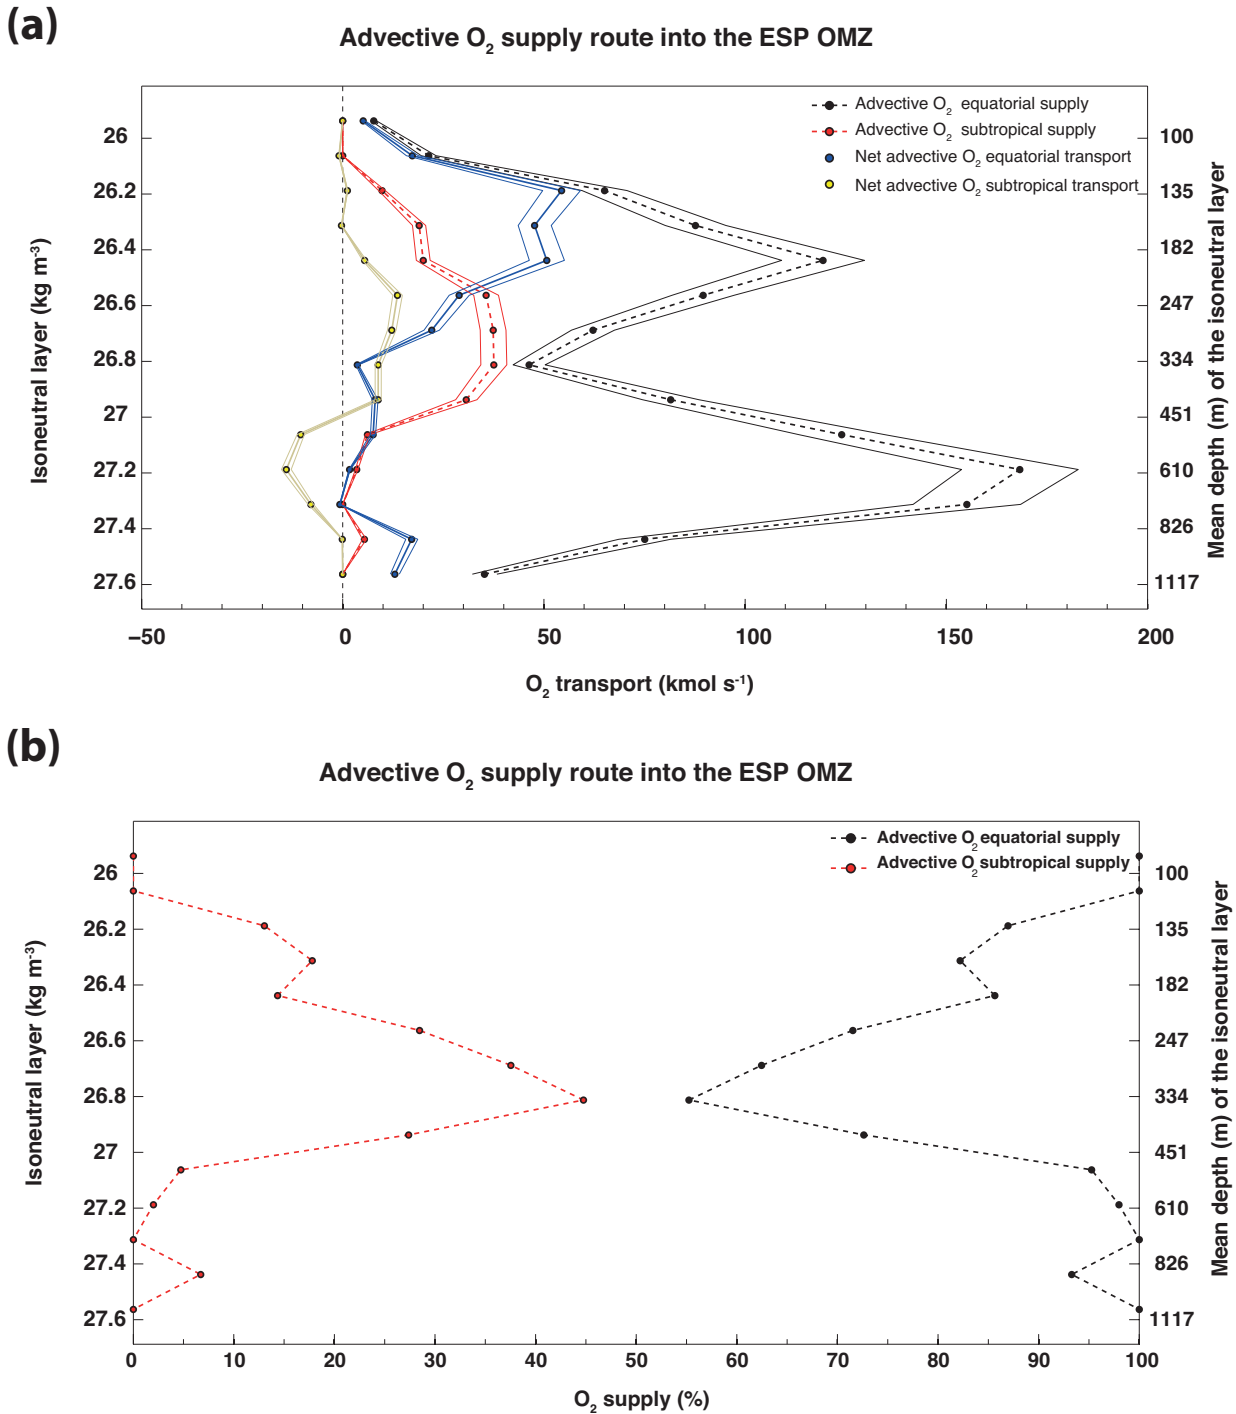 (a)
Advective O2 supply route into the ESP OMZ
Advective O2 equatorial supply
Advective O2 subtropical supply
Net advective O2 equatorial transport
Net advective O2 subtropical transport
Isoneutral layer (kg m-3)
26
26.2
26.4
26.6
26.8
27
27.2
27.4
27.6
100
135
182
247
334
451
610
826
1117
Mean depth (m) of the isoneutral layer
−50 0 50 100 150 200
O2 transport (kmol s-1)
(b)
Advective O2 supply route into the ESP OMZ
Advective O2 equatorial supply
Advective O2 subtropical supply
Isoneutral layer (kg m-3)
26
26.2
26.4
26.6
26.8
27
27.2
27.4
27.6
100
135
182
247
334
451
610
826
1117
Mean depth (m) of the isoneutral layer
0 10 20 30 40 50 60 70 80 90 100
O2 supply (%)